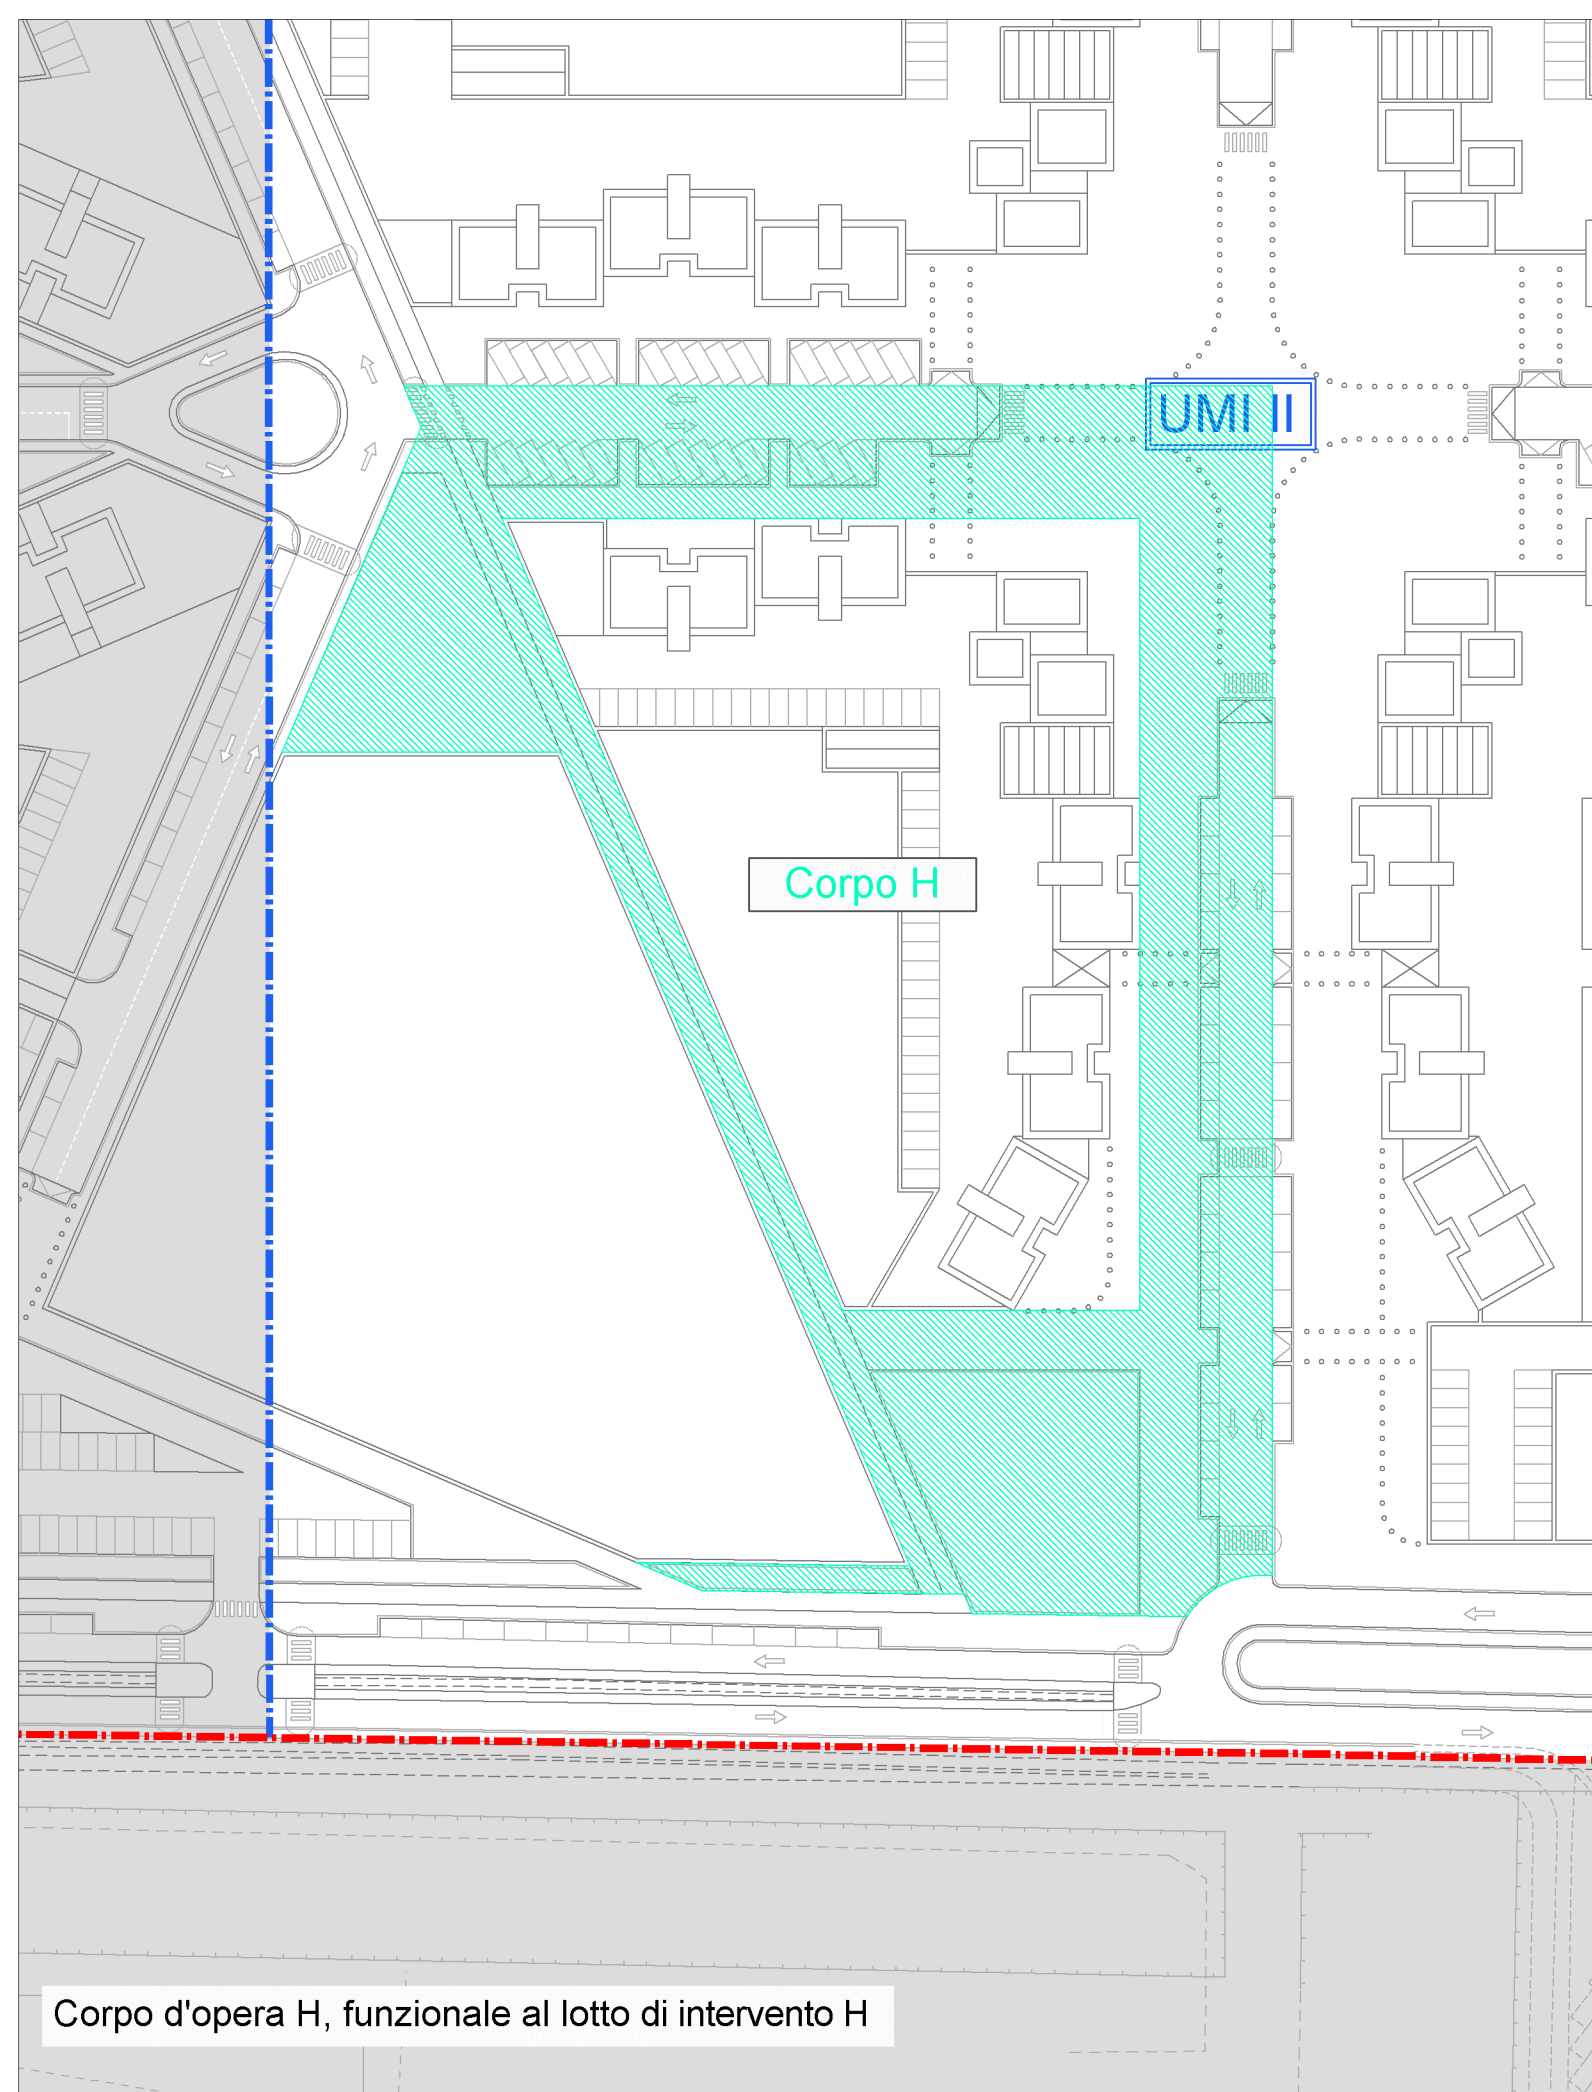 UMI II
Corpo H
Corpo d'opera H, funzionale al lotto di intervento H